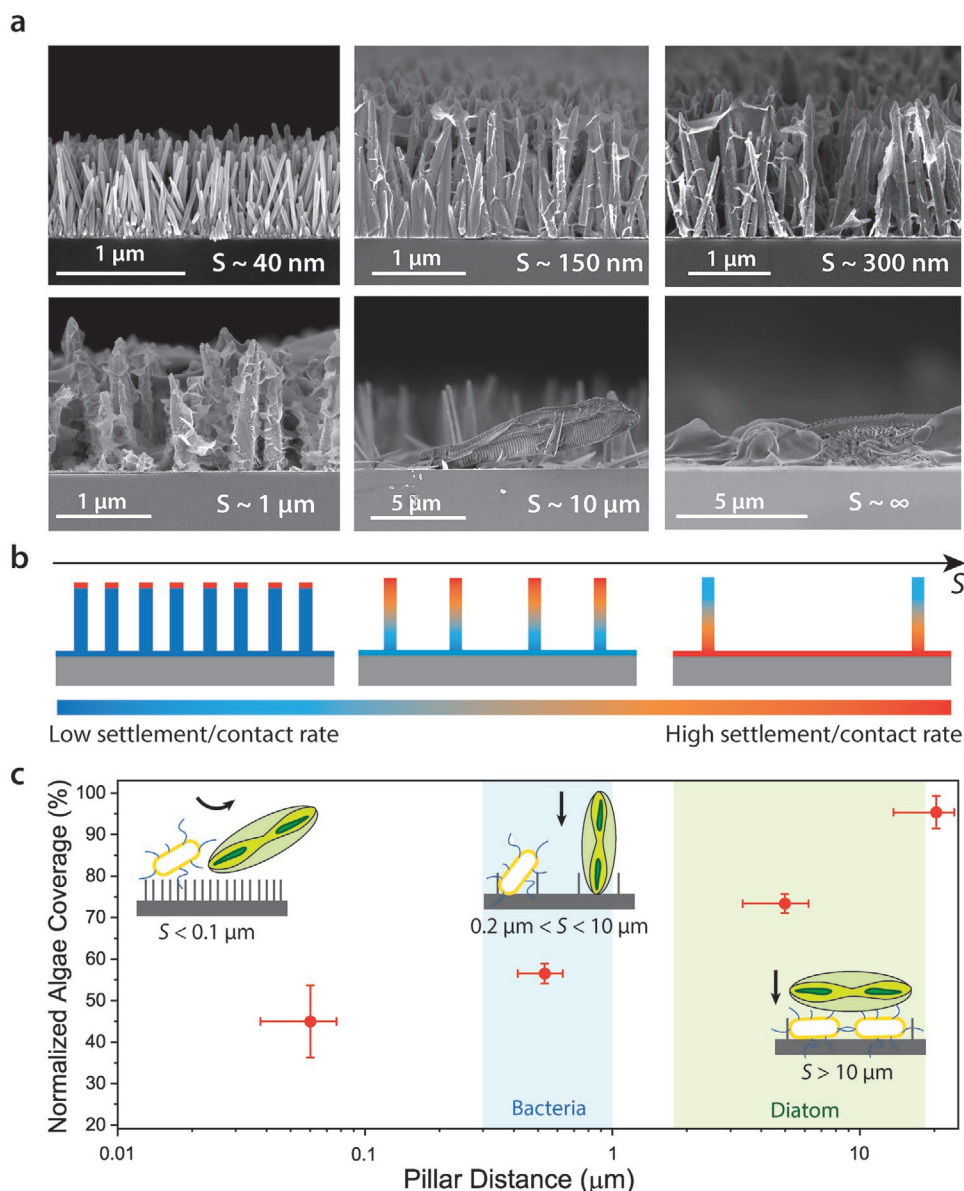 a
1 μm
S ~ 40 nm
1 μm
S ~ 150 nm
1 μm
S ~ 300 nm
1 μm
S ~ 1 μm
5 μm
S ~ 10 μm
5 μm
S ~ ∞
b
S
Low settlement/contact rate
High settlement/contact rate
c
Normalized Algae Coverage (%)
100
90
80
70
60
50
40
30
20
S < 0.1 μm
0.2 μm < S < 10 μm
S > 10 μm
Bacteria
Diatom
0.01
0.1
1
10
Pillar Distance (μm)